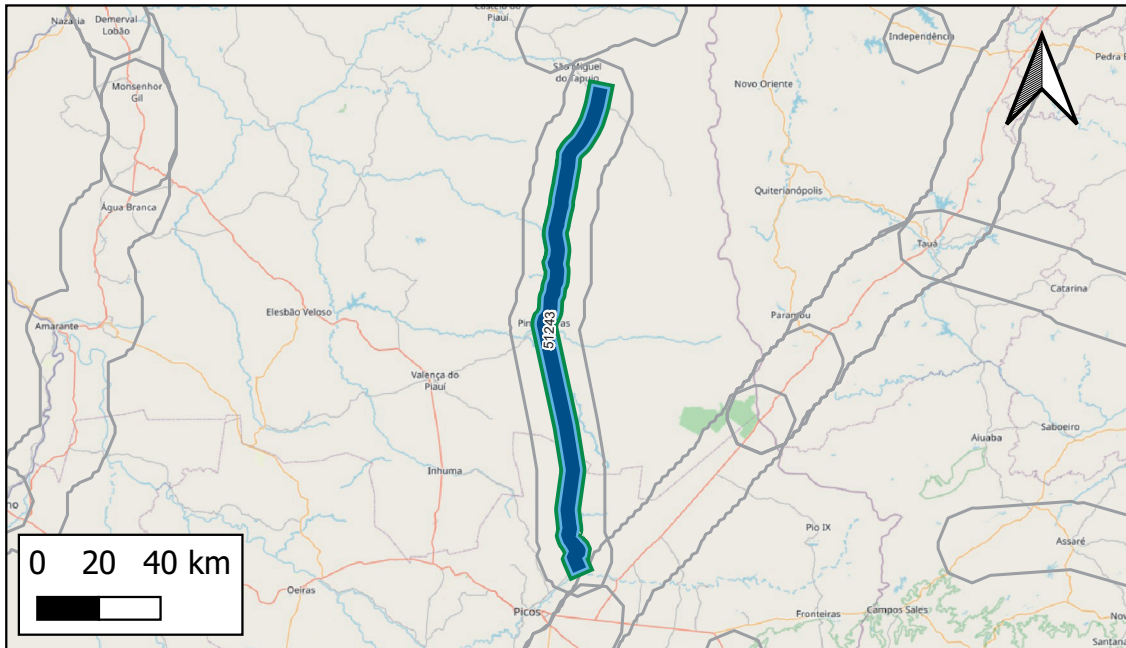 Nazária
Demerval
Lobão
Castelo do
Piauí
Independência
Pedra
Monsenhor
Gil
São Miguel
do Tapuio
Novo Oriente
Água Branca
Quiterianópolis
Tauá
Catarina
Elesbão Veloso
Amarante
Parambu
51243
Valença do
Piauí
Saboeiro
Aiuaba
Inhuma
Pio IX
Assaré
0 20 40 km
Oeiras
Picos
Fronteiras
Campos Sales
Santana